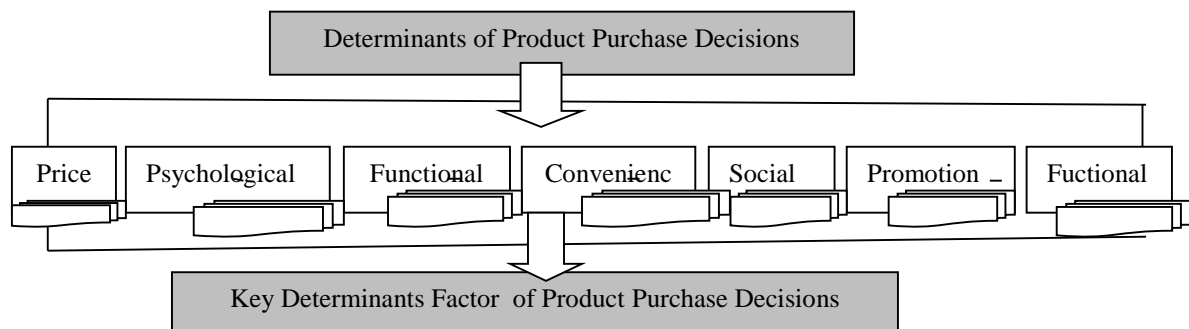 Determinants of Product Purchase Decisions
Price Psychological Functional Convenienc Social Promotion Fuctional
Key Determinants Factor of Product Purchase Decisions